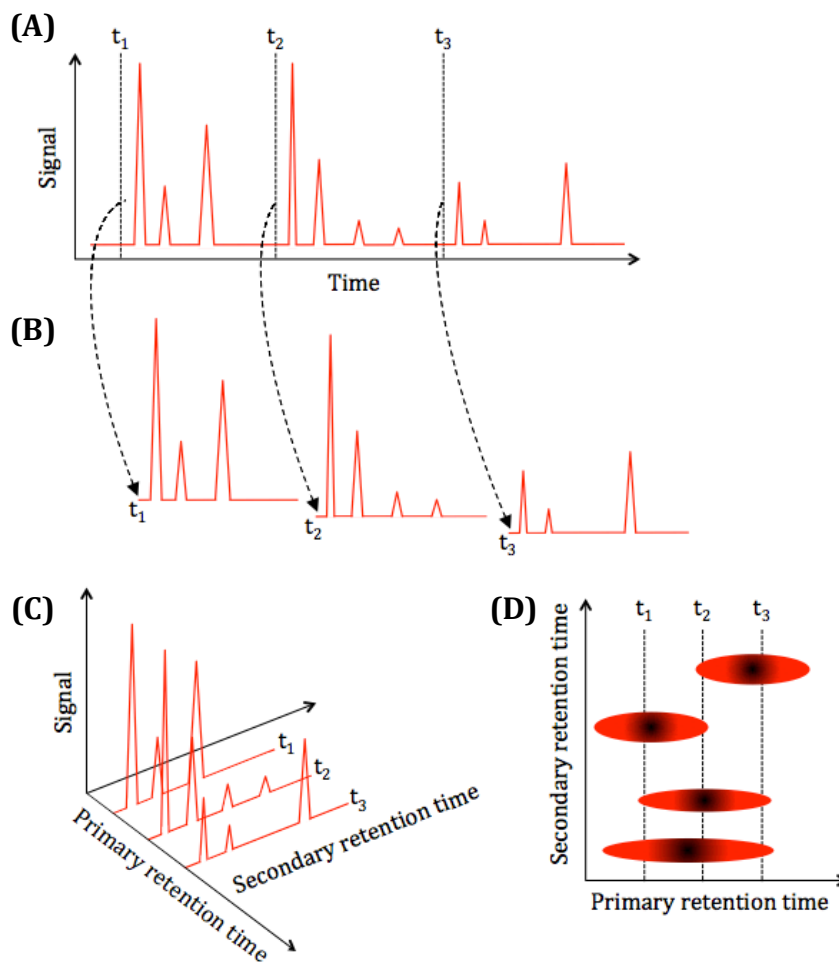 (A)
t₁ t₂ t₃
Signal
Time
(B)
t₁
t₂
t₃
(C)
Signal
t₁
t₂
t₃
Primary retention time
Secondary retention time
(D)
t₁ t₂ t₃
Secondary retention time
Primary retention time